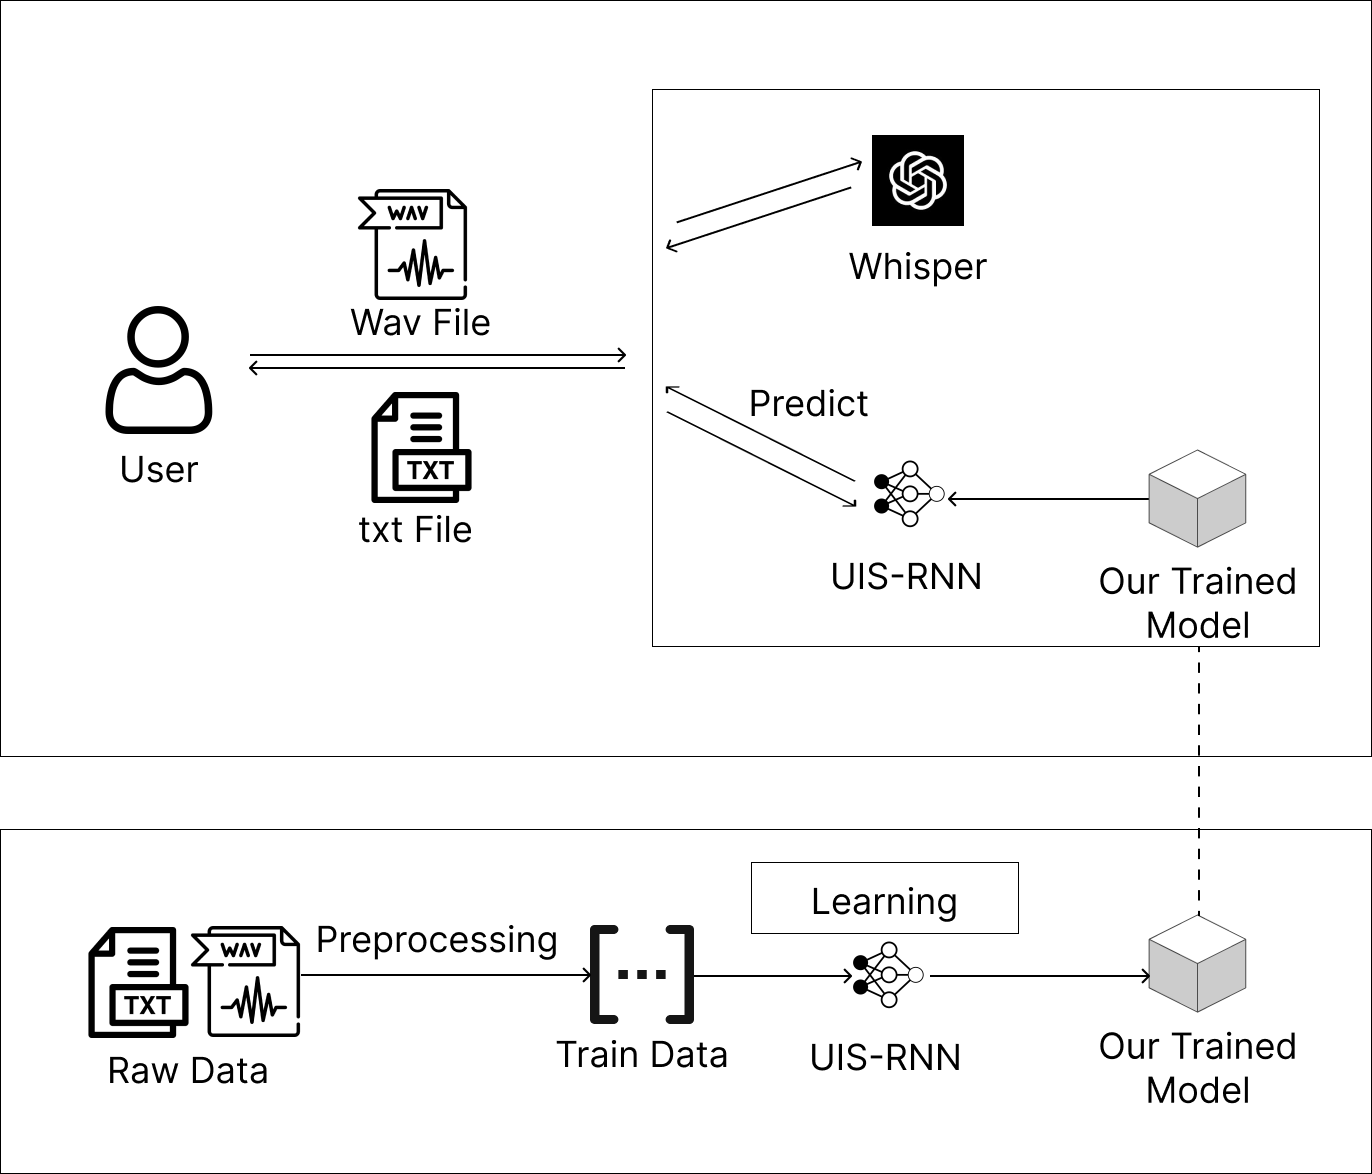 WAV
Wav File
Whisper
User
TXT
txt File
Predict
UIS-RNN
Our Trained
Model
Learning
Preprocessing
TXT
WAV
Raw Data
Train Data
UIS-RNN
Our Trained
Model